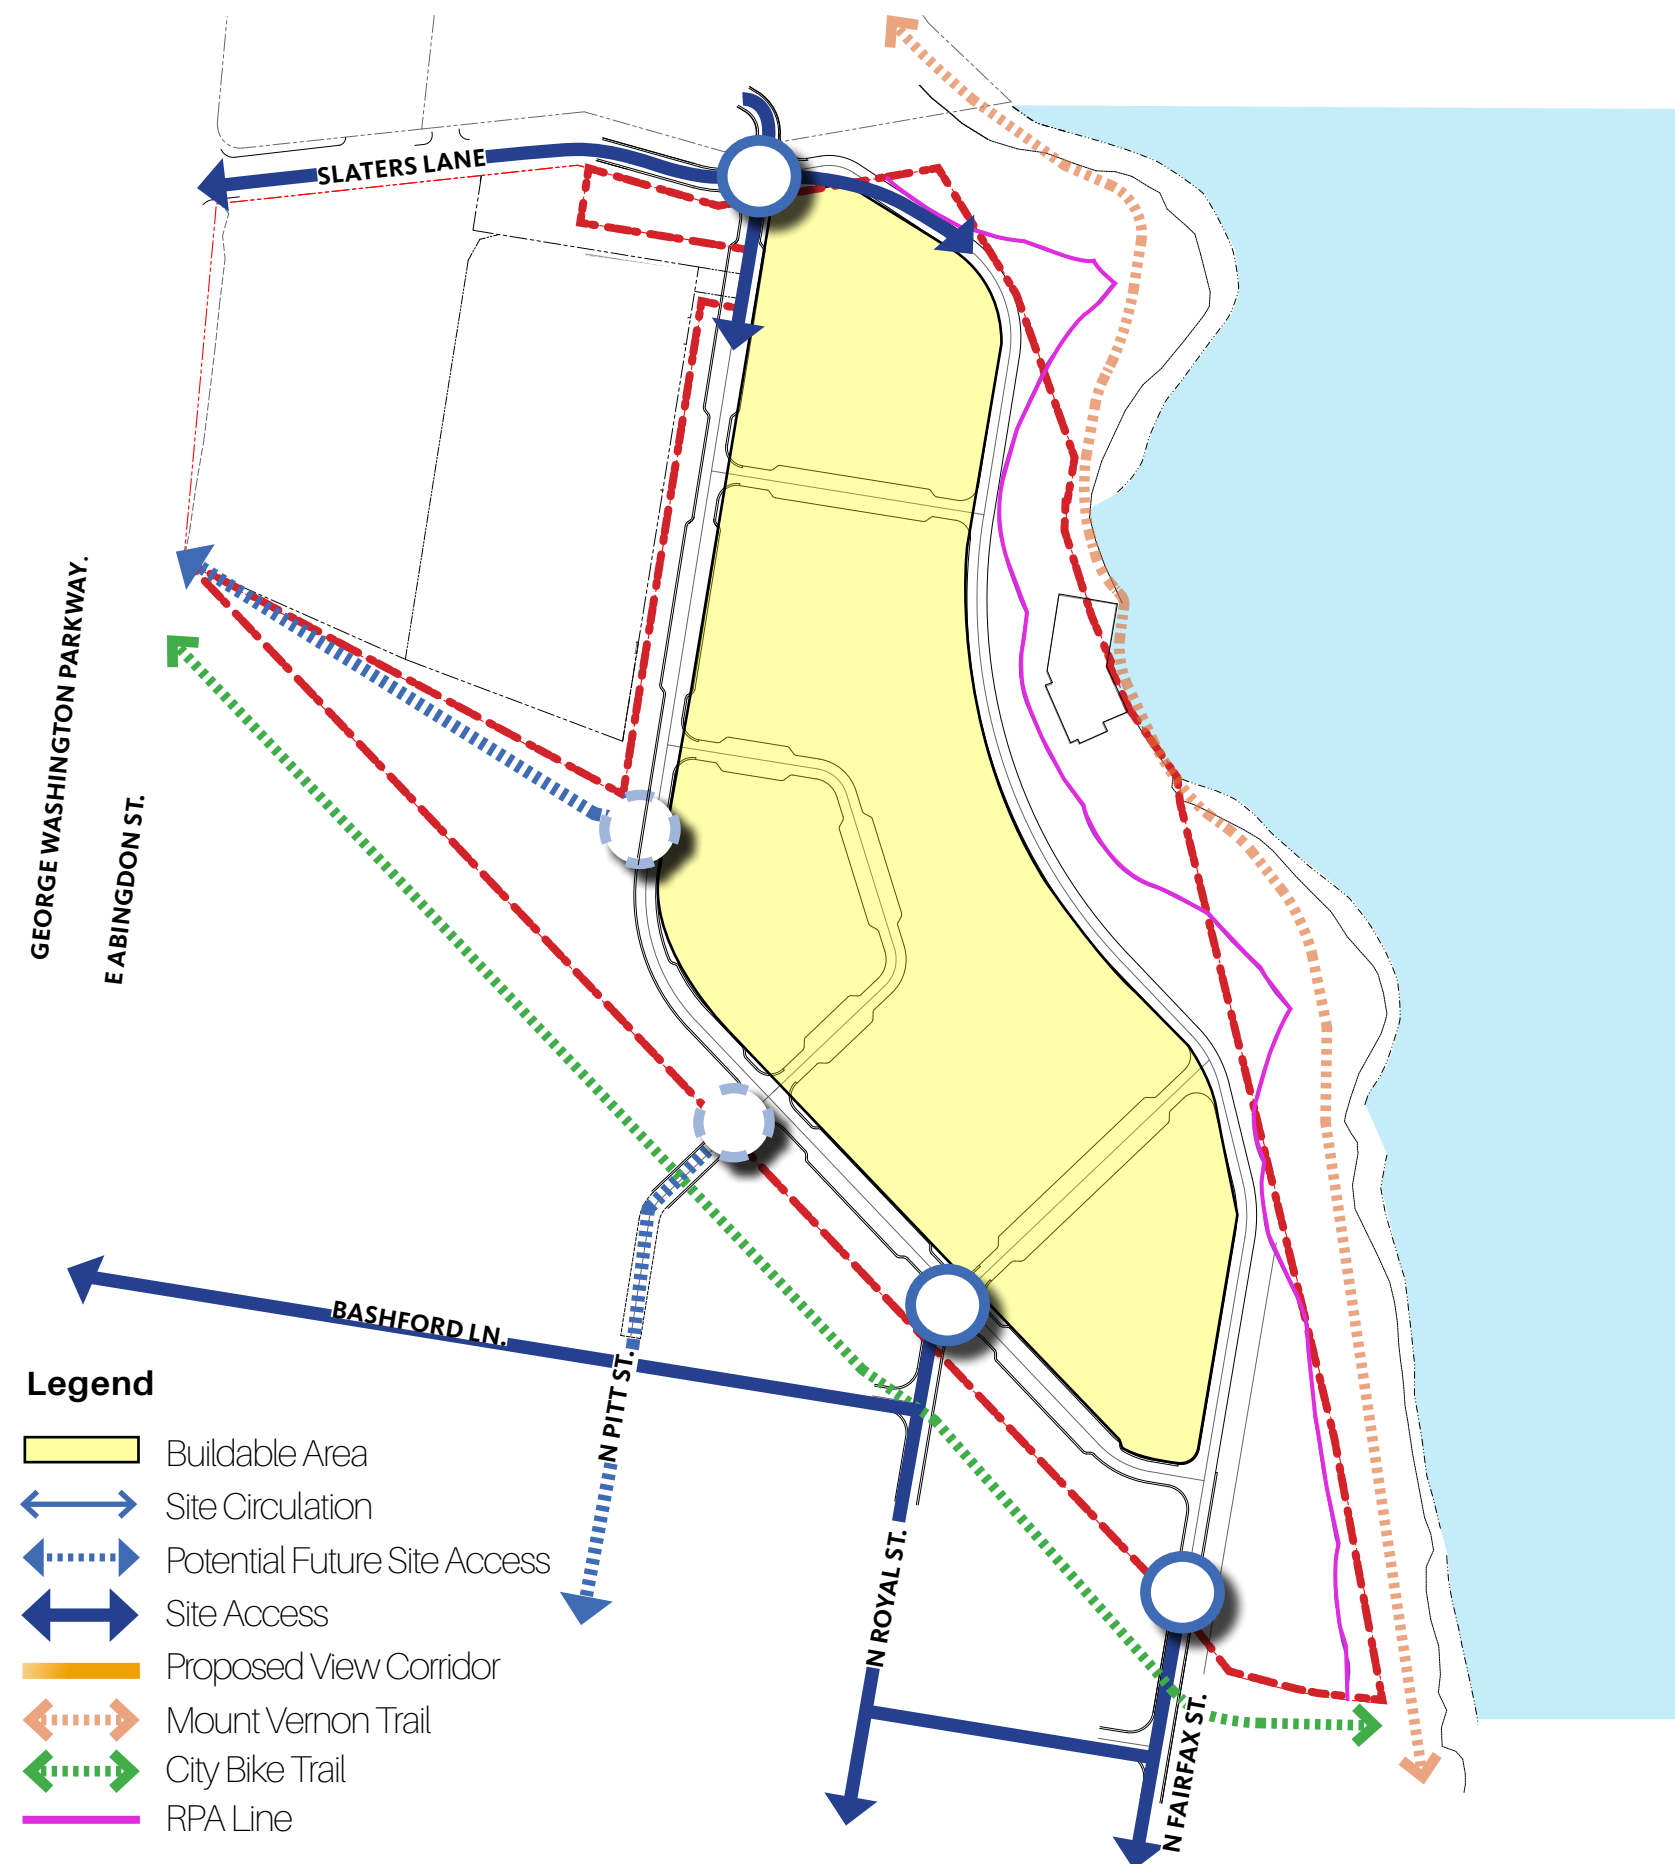 SLATERS LANE
GEORGE WASHINGTON PARKWAY.
E ABINGDON ST.
BASHFORD LN.
N PITT ST.
N ROYAL ST.
N FAIRFAX ST.
Legend
Buildable Area
Site Circulation
Potential Future Site Access
Site Access
Proposed View Corridor
Mount Vernon Trail
City Bike Trail
RPA Line